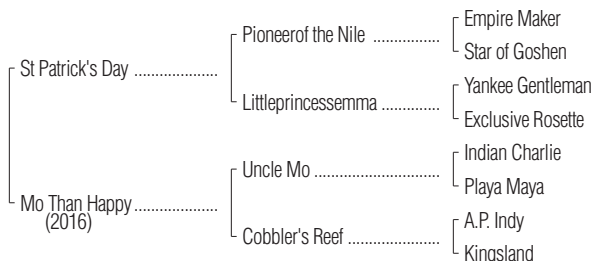 Empire Maker
Pioneerof the Nile ................
Star of Goshen
St Patrick's Day ....................
Yankee Gentleman
Littleprincessemma ..............
Exclusive Rosette
Indian Charlie
Uncle Mo ..............................
Playa Maya
Mo Than Happy ....................
(2016)
A.P. Indy
Cobbler's Reef ......................
Kingsland